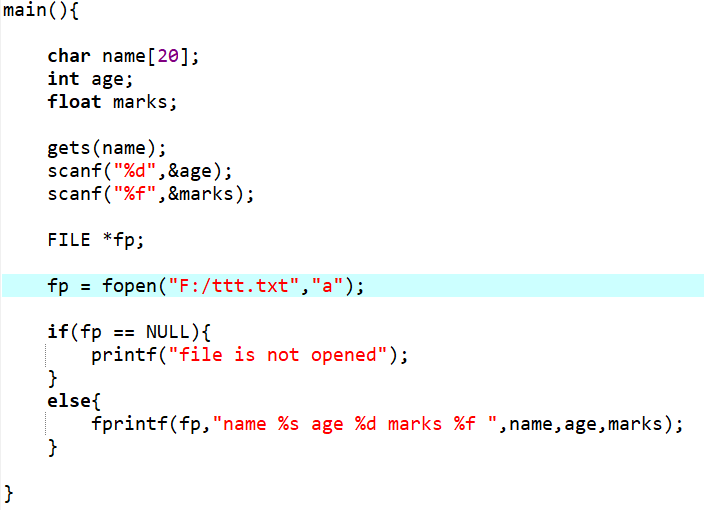 main(){
char name[20];
int age;
float marks;
gets(name);
scanf("%d",&age);
scanf("%f",&marks);
FILE *fp;
fp = fopen("F:/ttt.txt","a");
if(fp == NULL){
printf("file is not opened");
}
else{
fprintf(fp,"name %s age %d marks %f ",name,age,marks);
}
}